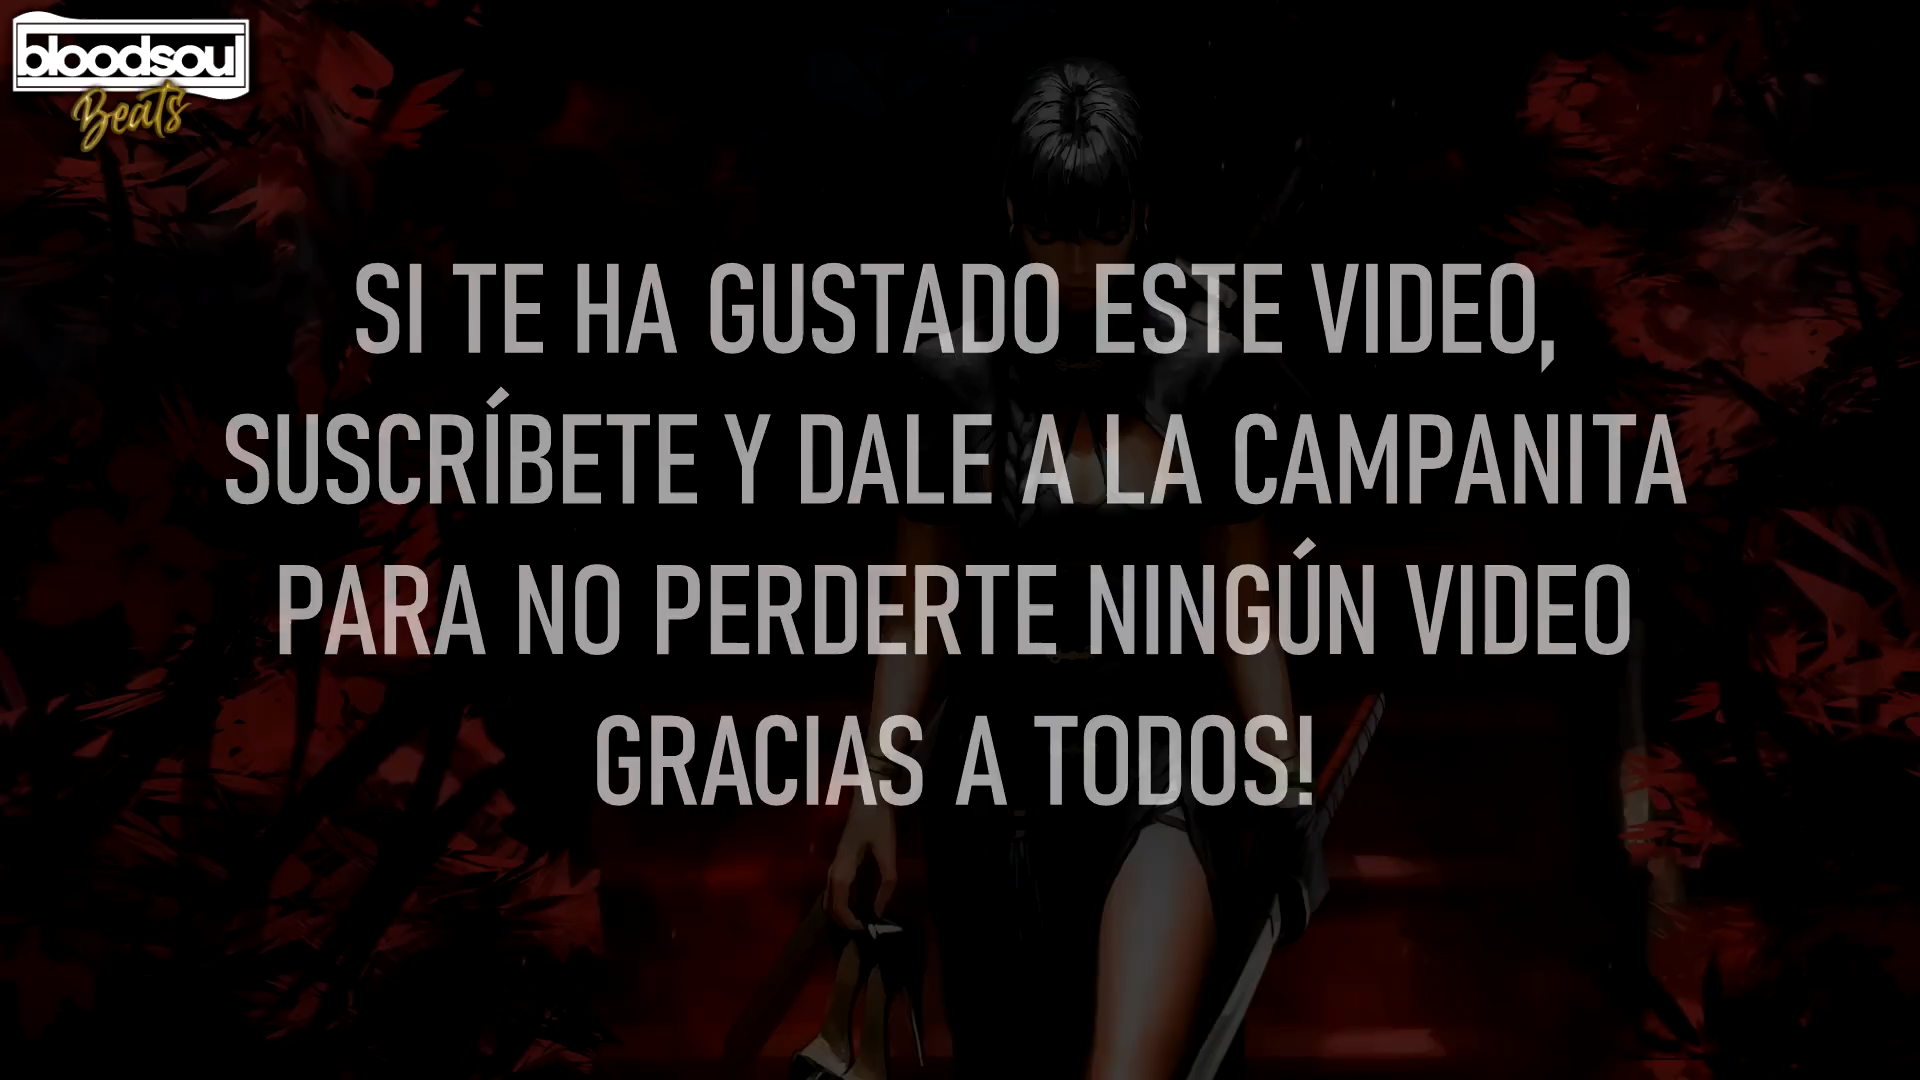 bloodsoul
Beats
SI TE HA GUSTADO ESTE VIDEO,
SUSCRÍBETE Y DALE A LA CAMPANITA
PARA NO PERDERTE NINGÚN VIDEO
GRACIAS A TODOS!